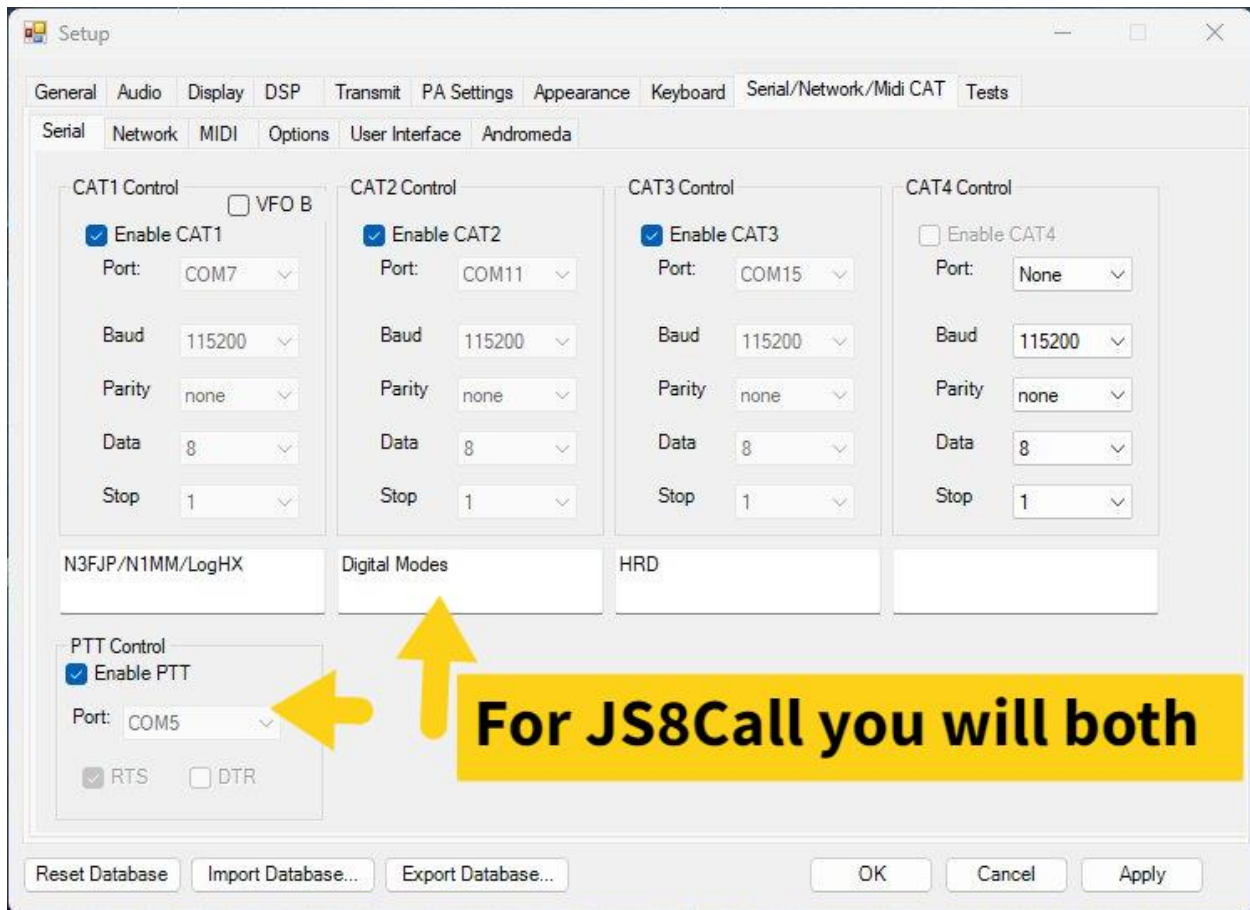 Setup
General Audio Display DSP Transmit PA Settings Appearance Keyboard Serial/Network/Midi CAT Tests
Serial Network MIDI Options User Interface Andromeda
CAT1 Control CAT2 Control CAT3 Control CAT4 Control
VFO B
Enable CAT1 Enable CAT2 Enable CAT3 Enable CAT4
Port: COM7 Port: COM11 Port: COM15 Port: None
Baud 115200 Baud 115200 Baud 115200 Baud 115200
Parity none Parity none Parity none Parity none
Data 8 Data 8 Data 8 Data 8
Stop 1 Stop 1 Stop 1 Stop 1
N3FJP/N1MM/LogHX Digital Modes HRD
PTT Control
Enable PTT
Port: COM5
For JS8Call you will both
RTS DTR
Reset Database Import Database... Export Database... OK Cancel Apply